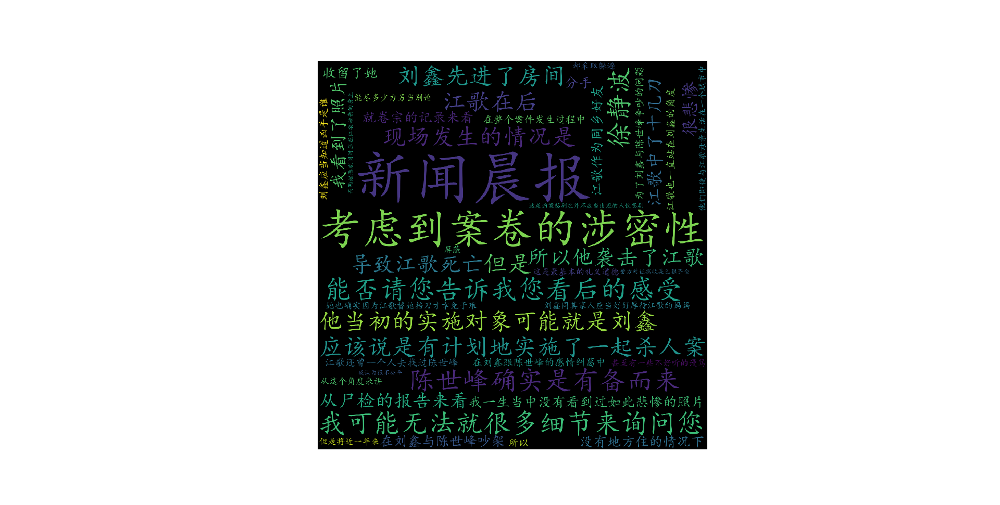 收留了她
刘鑫先进了房间
却采取躲避
分手
徐静波
为了刘鑫与陈世峰争吵的问题
江歌中了十几刀
江歌也一直站在刘鑫的角度
很悲惨
他们即使与江歌母亲生活在一个城市中
刘鑫应当知道凶手是谁
我看到了照片
能尽多少力另当别论
江歌在后
江歌作为同乡好友
就卷宗的记录来看
在整个案件发生过程中
现场发生的情况是
新闻晨报
这是凶案悲剧之外不应当出现的人性悲剧
考虑到案卷的涉密性
屏蔽
导致江歌死亡
但是
所以他袭击了江歌
这是最基本的礼义道德
警方对证据收集已很齐全
能否请您告诉我您看后的感受
她也确实因为江歌替她挡刀才幸免于难
刘鑫同其家人应当好好厚待江歌的妈妈
他当初的实施对象可能就是刘鑫
应该说是有计划地实施了一起杀人案
江歌还曾一个人去找过陈世峰
在刘鑫跟陈世峰的感情纠葛中
甚至有一些不好听的谩骂
我认为很不公平
从这个角度来讲
陈世峰确实是有备而来
从尸检的报告来看
我一生当中没有看到过如此悲惨的照片
我可能无法就很多细节来询问您
但是将近一年来
在刘鑫与陈世峰吵架
所以
没有地方住的情况下